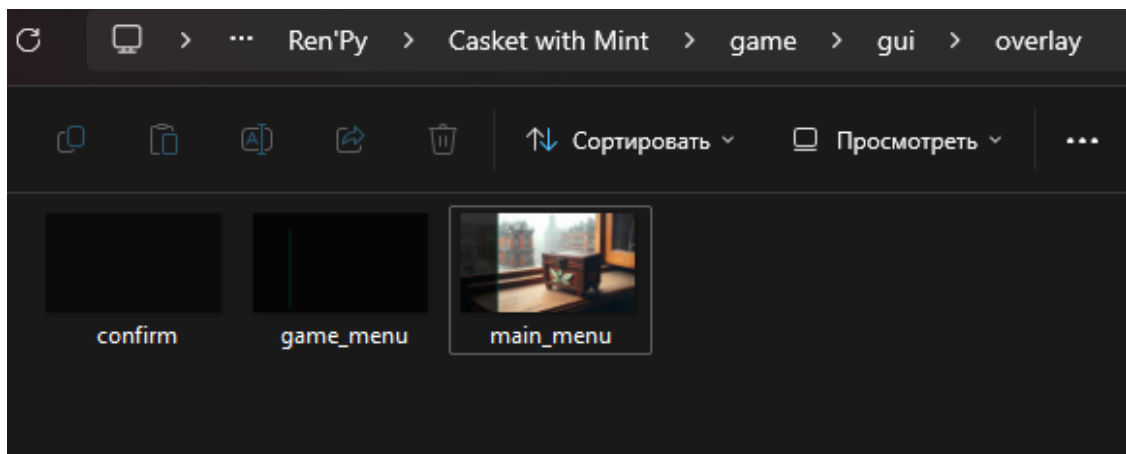 ··· Ren'Py > Casket with Mint > game > gui > overlay
Сортировать Просмотреть ···
confirm game_menu main_menu